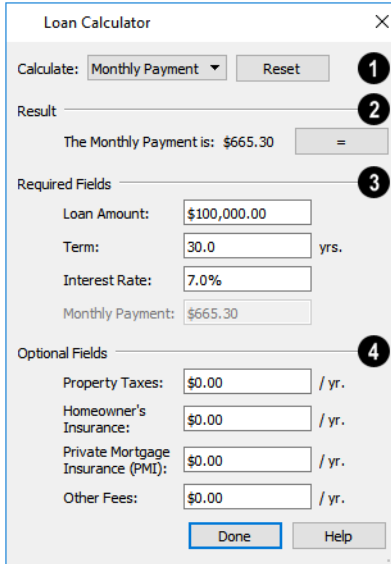 Loan Calculator
Calculate: Monthly Payment Reset 1
Result 2
The Monthly Payment is: $665.30 =
Required Fields 3
Loan Amount: $100,000.00
Term: 30.0 yrs.
Interest Rate: 7.0%
Monthly Payment: $665.30
Optional Fields 4
Property Taxes: $0.00 / yr.
Homeowner's
Insurance: $0.00 / yr.
Private Mortgage
Insurance (PMI): $0.00 / yr.
Other Fees: $0.00 / yr.
Done Help